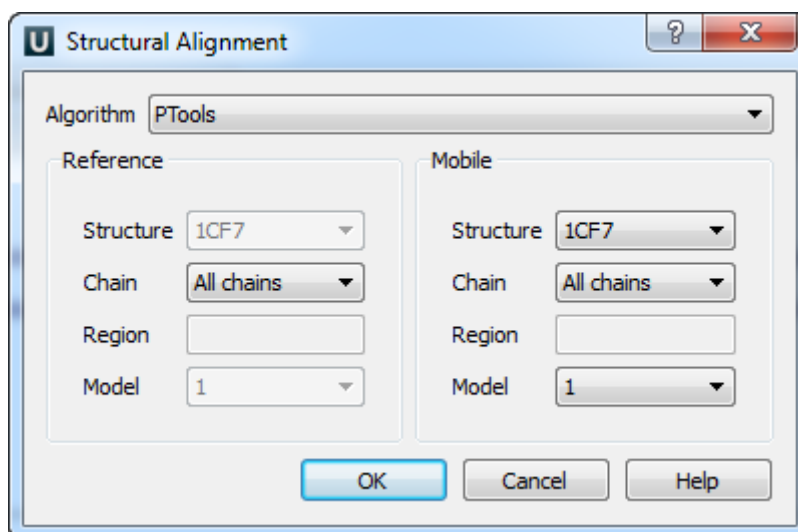 U Structural Alignment ? X
Algorithm PTools
Reference
Structure 1CF7
Chain All chains
Region
Model 1
Mobile
Structure 1CF7
Chain All chains
Region
Model 1
OK Cancel Help